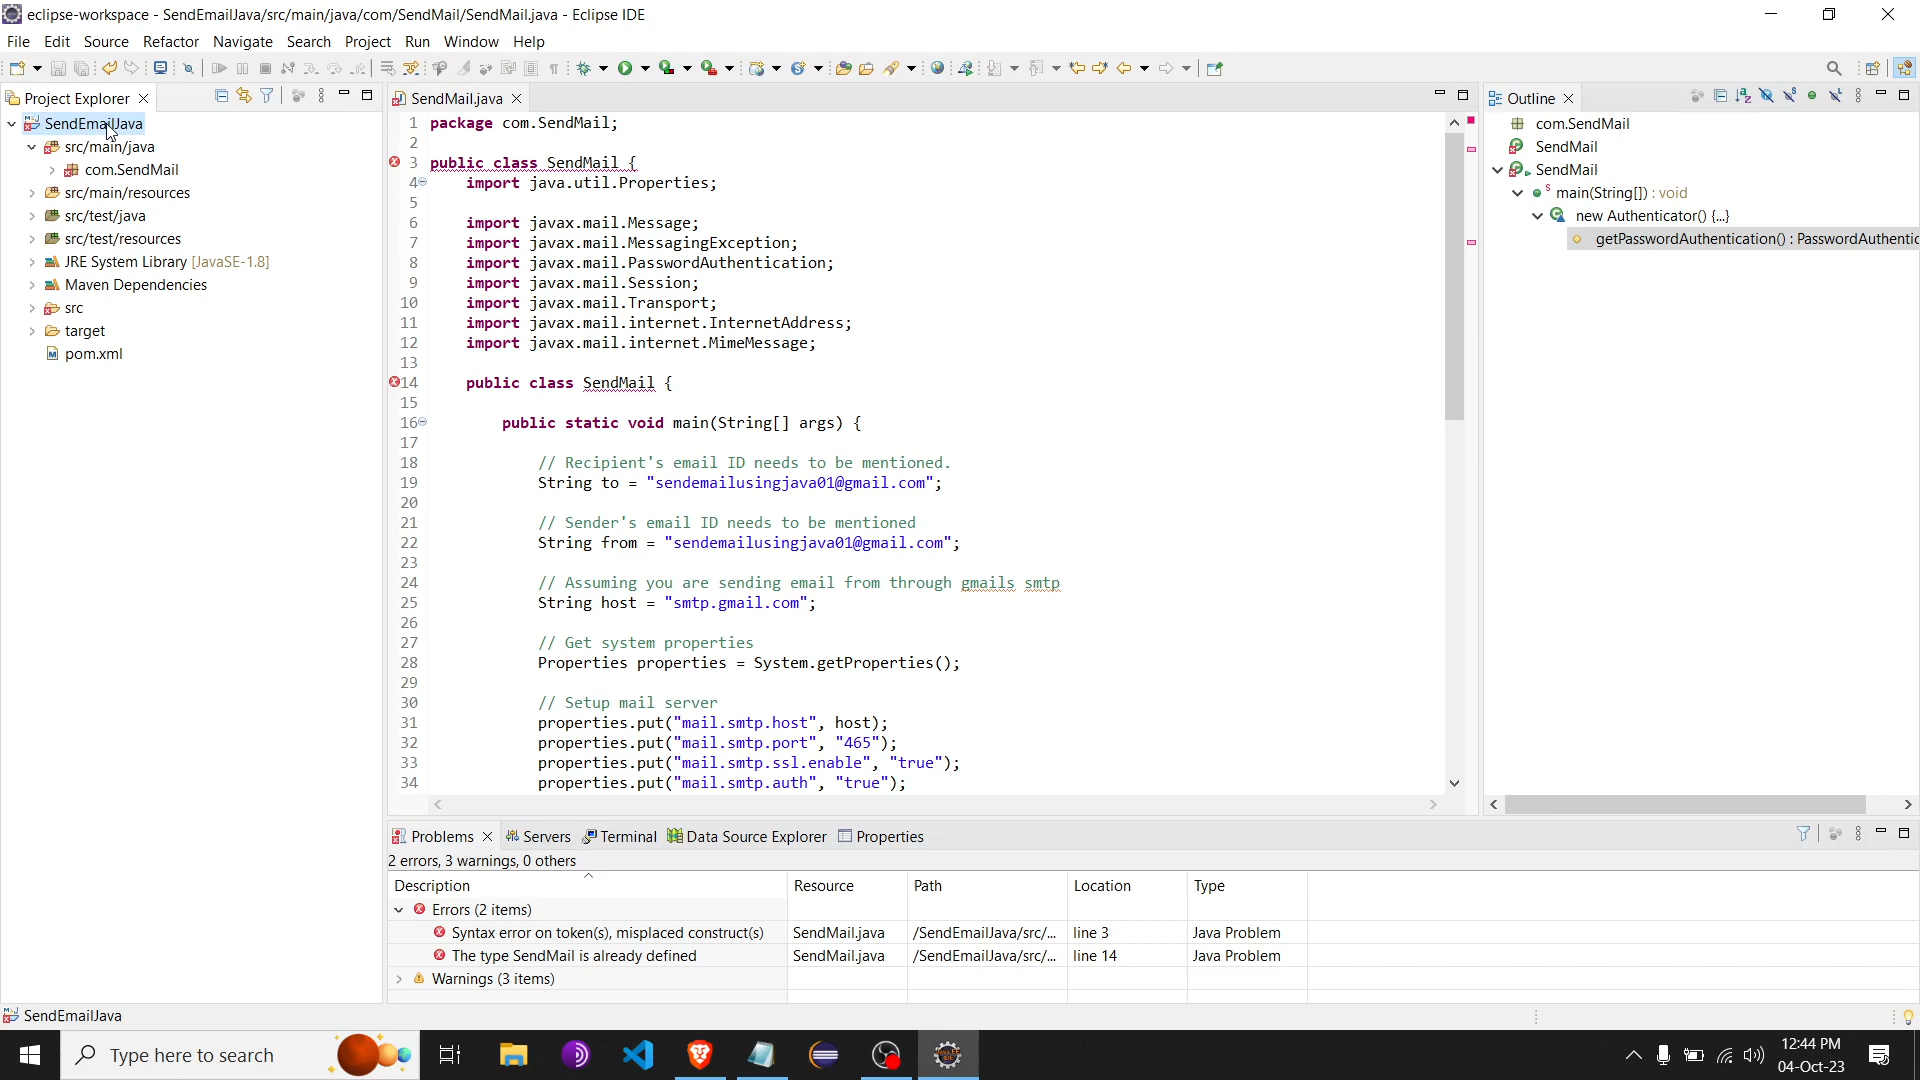 eclipse-workspace - SendEmailJava/src/main/java/com/SendMail/SendMail.java - Eclipse IDE
File Edit Source Refactor Navigate Search Project Run Window Help
Project Explorer
SendEmailJava
src/main/java
com.SendMail
src/main/resources
src/test/java
src/test/resources
JRE System Library [JavaSE-1.8]
Maven Dependencies
src
target
pom.xml
SendMail.java
1 package com.SendMail;
2
3 public class SendMail {
4 import java.util.Properties;
5
6 import javax.mail.Message;
7 import javax.mail.MessagingException;
8 import javax.mail.PasswordAuthentication;
9 import javax.mail.Session;
10 import javax.mail.Transport;
11 import javax.mail.internet.InternetAddress;
12 import javax.mail.internet.MimeMessage;
13
14 public class SendMail {
15
16 public static void main(String[] args) {
17
18 // Recipient's email ID needs to be mentioned.
19 String to = "sendemailusingjava01@gmail.com";
20
21 // Sender's email ID needs to be mentioned
22 String from = "sendemailusingjava01@gmail.com";
23
24 // Assuming you are sending email from through gmails smtp
25 String host = "smtp.gmail.com";
26
27 // Get system properties
28 Properties properties = System.getProperties();
29
30 // Setup mail server
31 properties.put("mail.smtp.host", host);
32 properties.put("mail.smtp.port", "465");
33 properties.put("mail.smtp.ssl.enable", "true");
34 properties.put("mail.smtp.auth", "true");
Outline
com.SendMail
SendMail
SendMail
main(String[]) : void
new Authenticator() {...}
getPasswordAuthentication() : PasswordAuthentic
Problems Servers Terminal Data Source Explorer Properties
2 errors, 3 warnings, 0 others
Description Resource Path Location Type
Errors (2 items)
Syntax error on token(s), misplaced construct(s) SendMail.java /SendEmailJava/src/... line 3 Java Problem
The type SendMail is already defined SendMail.java /SendEmailJava/src/... line 14 Java Problem
Warnings (3 items)
SendEmailJava
Type here to search
12:44 PM
04-Oct-23